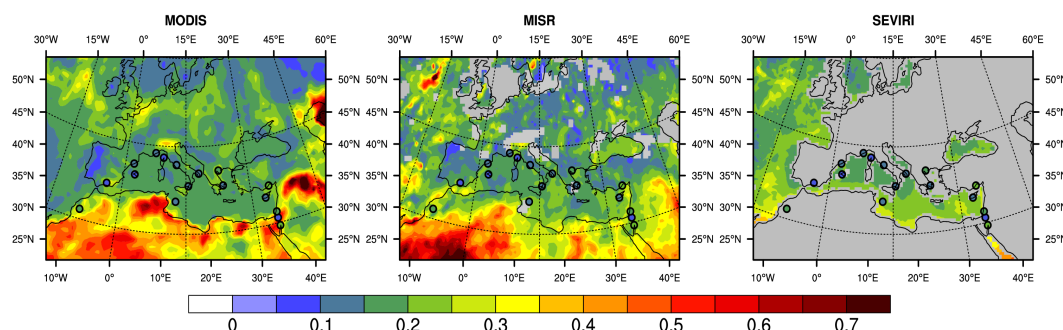 MODIS MISR SEVIRI
30°W 15°W 0° 15°E 30°E 45°E 60°E 30°W 15°W 0° 15°E 30°E 45°E 60°E 30°W 15°W 0° 15°E 30°E 45°E 60°E
50°N 50°N 50°N 50°N 50°N 50°N
45°N 45°N 45°N 45°N 45°N 45°N
40°N 40°N 40°N 40°N 40°N 40°N
35°N 35°N 35°N 35°N 35°N 35°N
30°N 30°N 30°N 30°N 30°N 30°N
25°N 25°N 25°N 25°N 25°N 25°N
10°W 0° 10°E 20°E 30°E 40°E 10°W 0° 10°E 20°E 30°E 40°E 10°W 0° 10°E 20°E 30°E 40°E
0 0.1 0.2 0.3 0.4 0.5 0.6 0.7